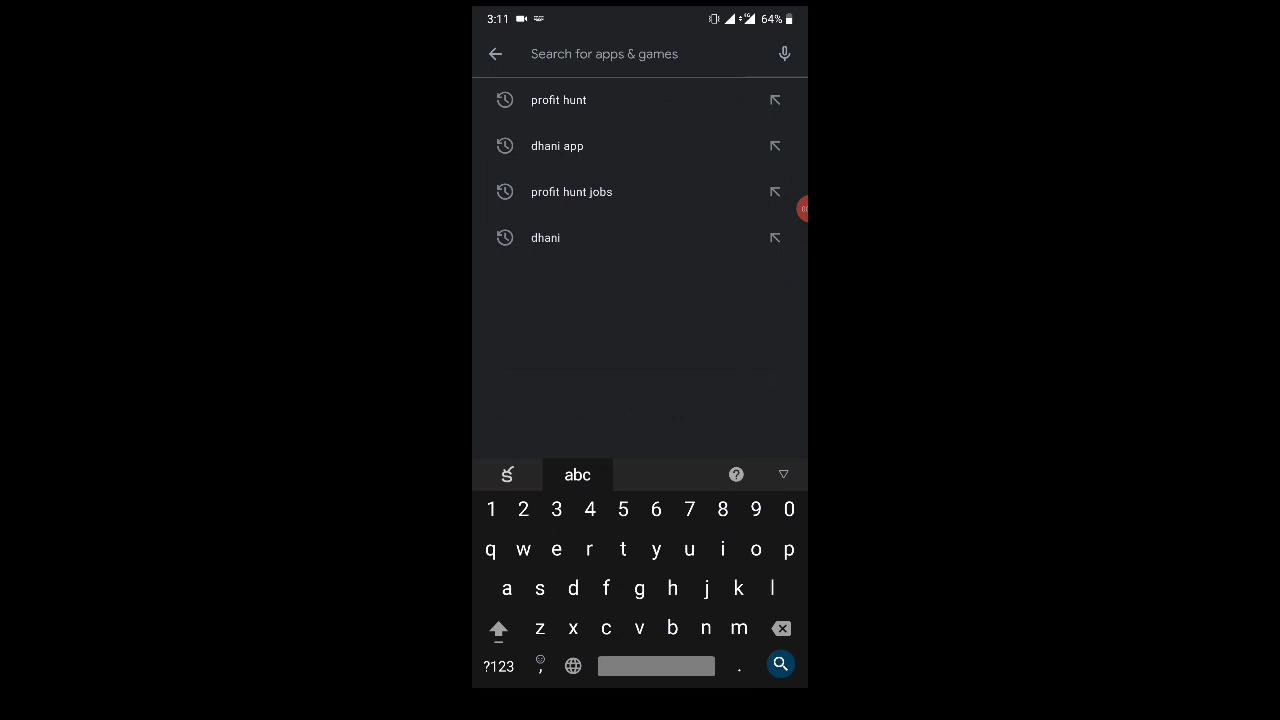 3:11 64%
Search for apps & games
profit hunt
dhani app
profit hunt jobs
dhani
క abc ?
1 2 3 4 5 6 7 8 9 0
q w e r t y u i o p
a s d f g h j k l
z x c v b n m
?123 , .